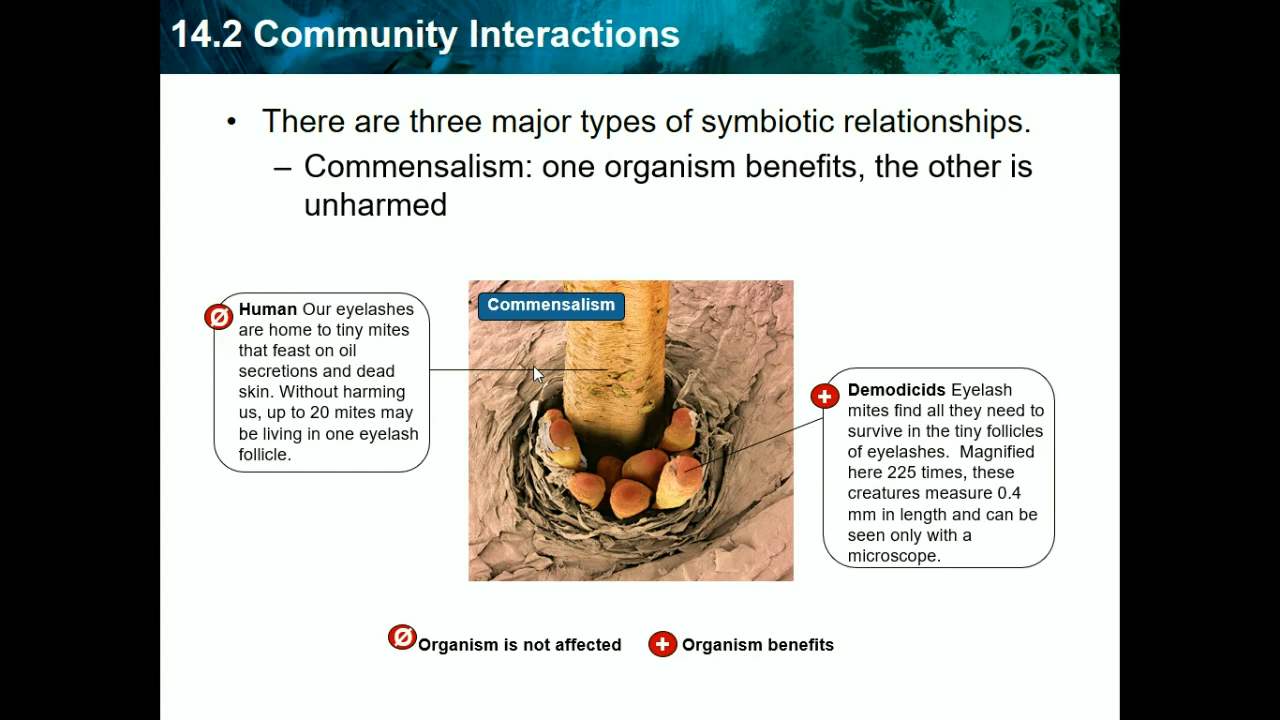 14.2 Community Interactions
• There are three major types of symbiotic relationships.
– Commensalism: one organism benefits, the other is
unharmed
Commensalism
Human Our eyelashes
are home to tiny mites
that feast on oil
secretions and dead
skin. Without harming
us, up to 20 mites may
be living in one eyelash
follicle.
Demodicids Eyelash
mites find all they need to
survive in the tiny follicles
of eyelashes. Magnified
here 225 times, these
creatures measure 0.4
mm in length and can be
seen only with a
microscope.
Ø Organism is not affected
+ Organism benefits